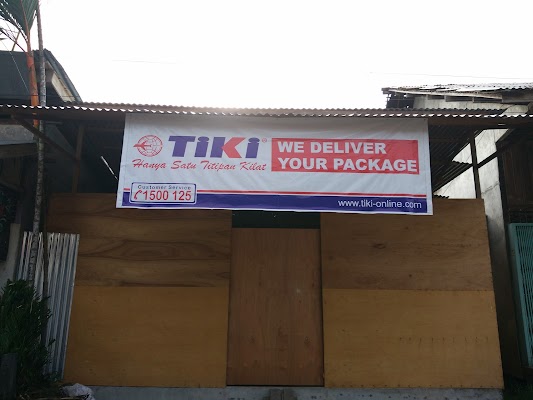 TiKi
Hanya Satu Titipan Kilat
WE DELIVER
YOUR PACKAGE
Customer Service
1500 125
www.tiki-online.com